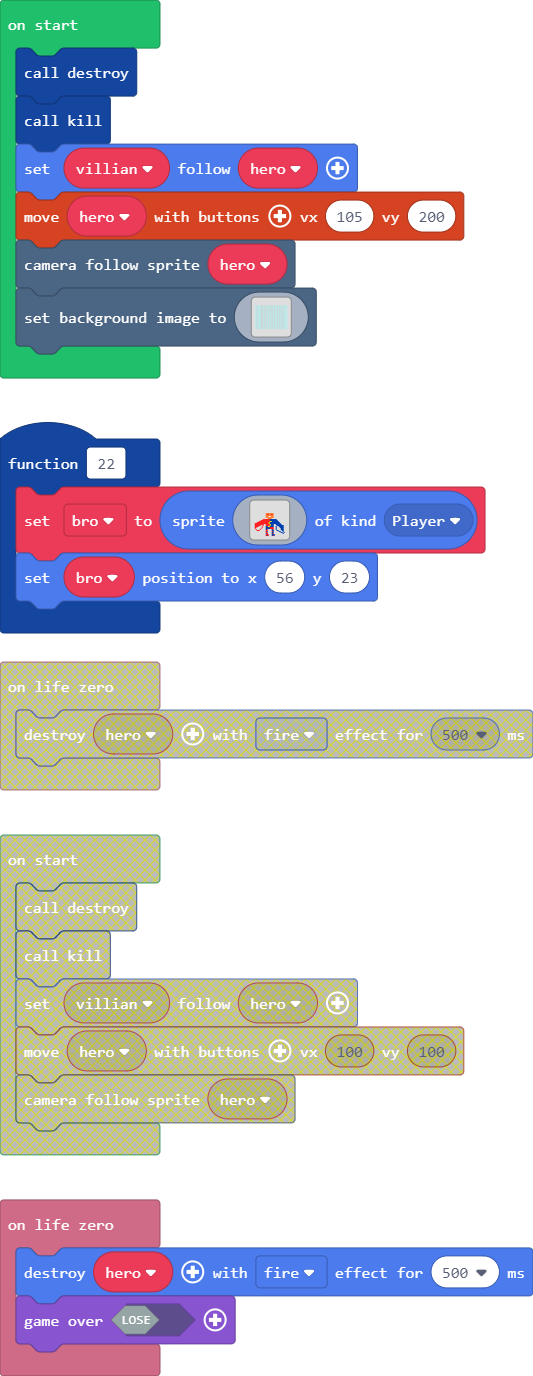 on start
call destroy
call kill
set villian follow hero
move hero with buttons vx 105 vy 200
camera follow sprite hero
set background image to
function 22
set bro to sprite of kind Player
set bro position to x 56 y 23
on life zero
destroy hero with fire effect for 500 ms
on start
call destroy
call kill
set villian follow hero
move hero with buttons vx 100 vy 100
camera follow sprite hero
on life zero
destroy hero with fire effect for 500 ms
game over LOSE